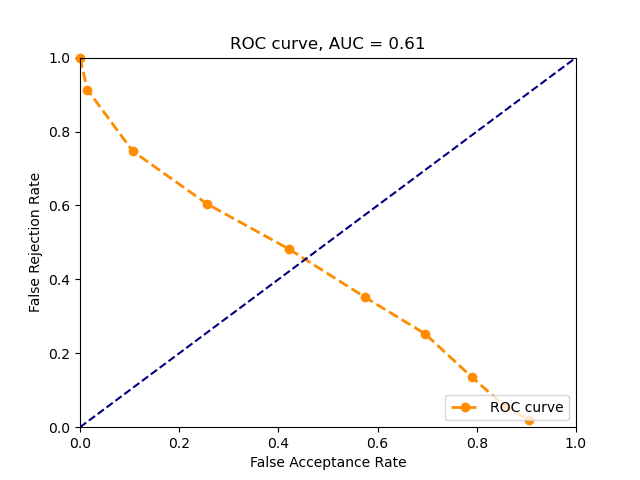 ROC curve, AUC = 0.61
1.0
0.8
0.6
0.4
0.2
0.0
False Rejection Rate
ROC curve
0.0 0.2 0.4 0.6 0.8 1.0
False Acceptance Rate